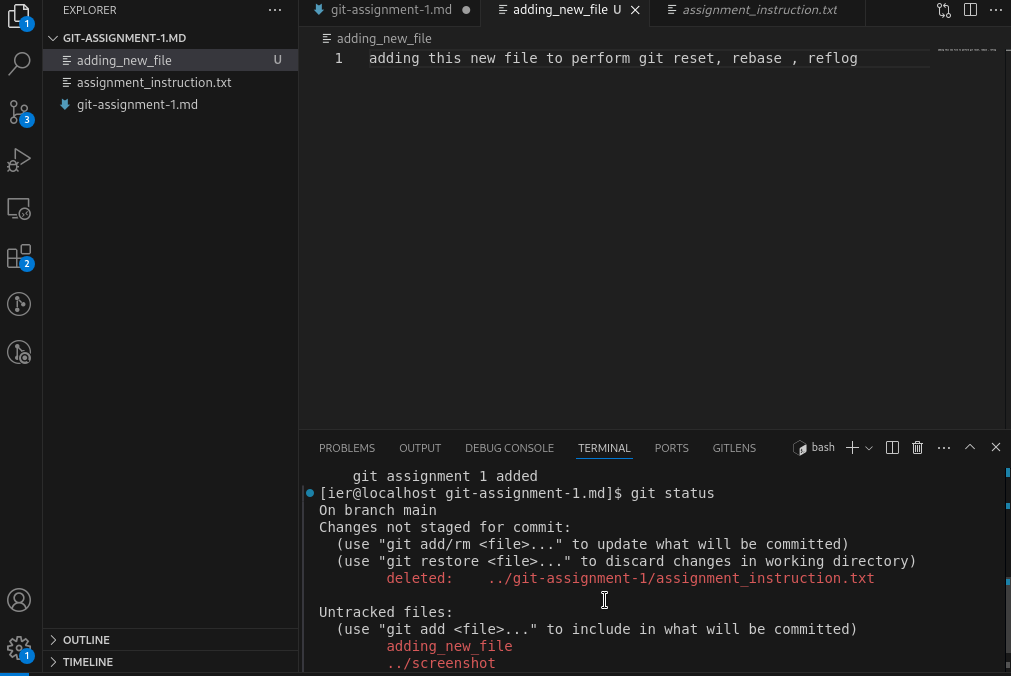 EXPLORER
GIT-ASSIGNMENT-1.MD
adding_new_file U
assignment_instruction.txt
git-assignment-1.md
OUTLINE
TIMELINE
1
3
2
1
git-assignment-1.md
adding_new_file U
assignment_instruction.txt
adding_new_file
1 adding this new file to perform git reset, rebase , reflog
PROBLEMS OUTPUT DEBUG CONSOLE TERMINAL PORTS GITLENS
bash
git assignment 1 added
[ier@localhost git-assignment-1.md]$ git status
On branch main
Changes not staged for commit:
(use "git add/rm <file>..." to update what will be committed)
(use "git restore <file>..." to discard changes in working directory)
deleted: ../git-assignment-1/assignment_instruction.txt
Untracked files:
(use "git add <file>..." to include in what will be committed)
adding_new_file
../screenshot